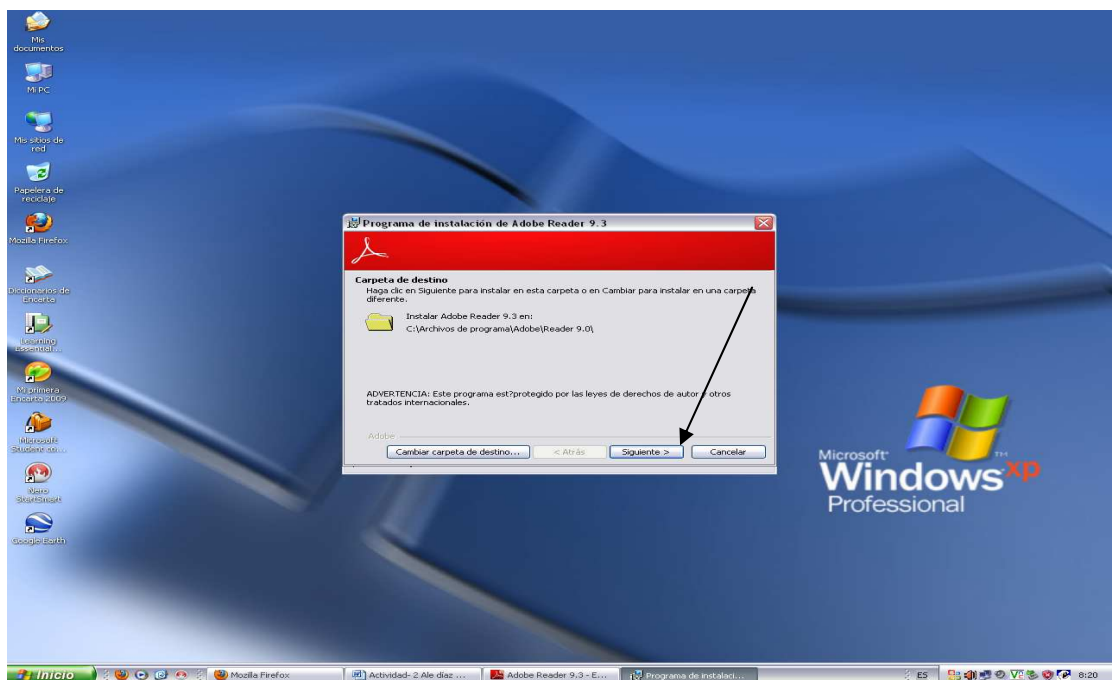 Mis
documentos
Mi PC
Mis sitios de
red
Papelera de
reciclaje
Mozilla Firefox
Diccionarios de
Encarta
Learning
Essential...
Mi primera
Encarta 2009
Microsoft
Student con...
Nero
StartSmart
Google Earth
Programa de instalación de Adobe Reader 9.3
Carpeta de destino
Haga clic en Siguiente para instalar en esta carpeta o en Cambiar para instalar en una carpeta
diferente.
Instalar Adobe Reader 9.3 en:
C:\Archivos de programa\Adobe\Reader 9.0\
ADVERTENCIA: Este programa est?protegido por las leyes de derechos de autor y otros
tratados internacionales.
Adobe
Cambiar carpeta de destino... < Atrás Siguiente > Cancelar
Microsoft
Windows xp TM
Professional
Inicio Mozilla Firefox Actividad- 2 Ale díaz ... Adobe Reader 9.3 - E... Programa de instalaci... ES 8:20